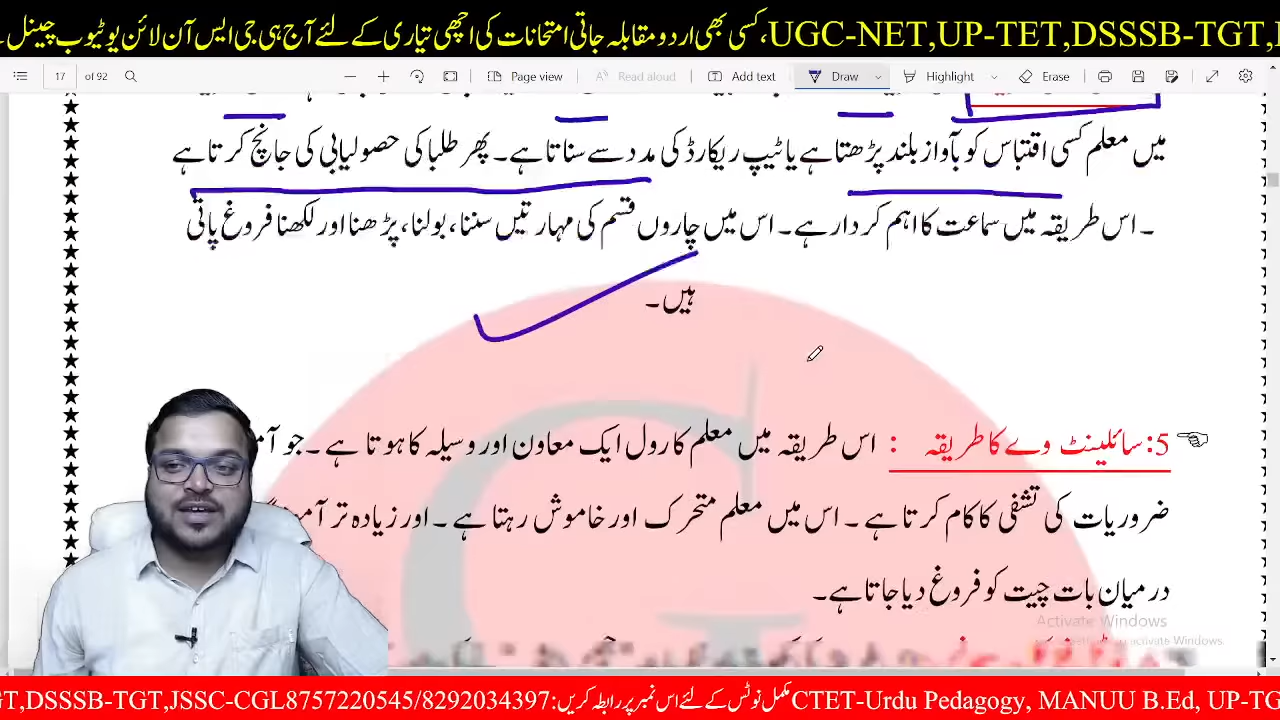 کسی بھی اردو مقابلہ جاتی امتحانات کی اچھی تیاری کے لئے آج ہی جی ایس آن لائن یوٹیوب چینل ،UGC-NET,UP-TET,DSSSB-TGT
17 of 92 Page view Read aloud Add text Draw Highlight Erase
میں معلم کسی اقتباس کو بآواز بلند پڑھتا ہے یا ٹیپ ریکارڈ کی مدد سے سناتا ہے۔ پھر طلبا کی حصولیابی کی جانچ کرتا ہے
۔ اس طریقہ میں سماعت کا اہم کردار ہے۔ اس میں چاروں قسم کی مہارتیں سننا، بولنا، پڑھنا اور لکھنا فروغ پاتی
ہیں۔
5: سائلینٹ وے کا طریقہ : اس طریقہ میں معلم کا رول ایک معاون اور وسیلہ کا ہوتا ہے ۔ جو
ضروریات کی تشفی کا کام کرتا ہے ۔ اس میں معلم متحرک اور خاموش رہتا ہے ۔ اور زیادہ تر
درمیان بات چیت کو فروغ دیا جاتا ہے۔
Activate Windows
GT,DSSSB-TGT,JSSC-CGL مکمل نوٹس کے لئے اس نمبر پر رابطہ کریں: 8757220545/8292034397 CTET-Urdu Pedagogy, MANUU B.Ed, UP-TG